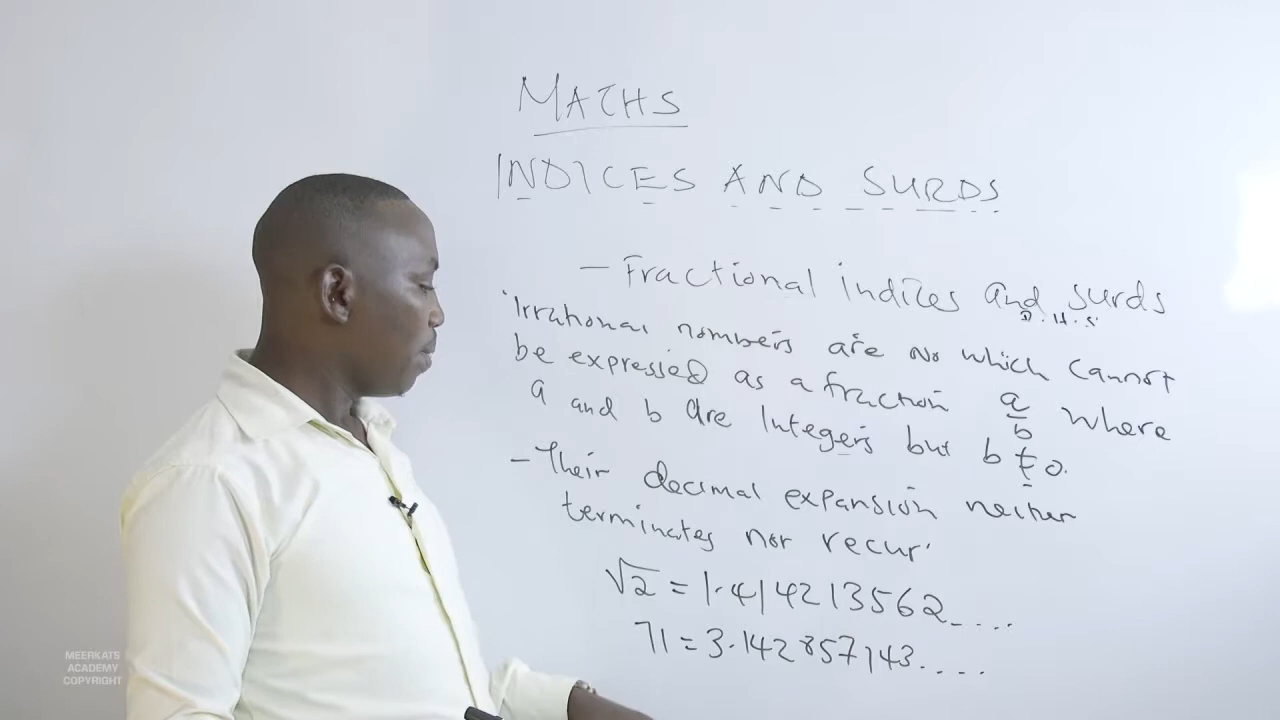 MATHS
INDICES AND SURDS
- Fractional indices and surds
Irrational numbers are No which cannot
be expressed as a fraction a/b where
a and b are Integers but b ≠ 0.
- Their decimal expansion neither
terminates nor recur
√2 = 1.414213562....
π = 3.142857143....
MEERKATS
ACADEMY
COPYRIGHT